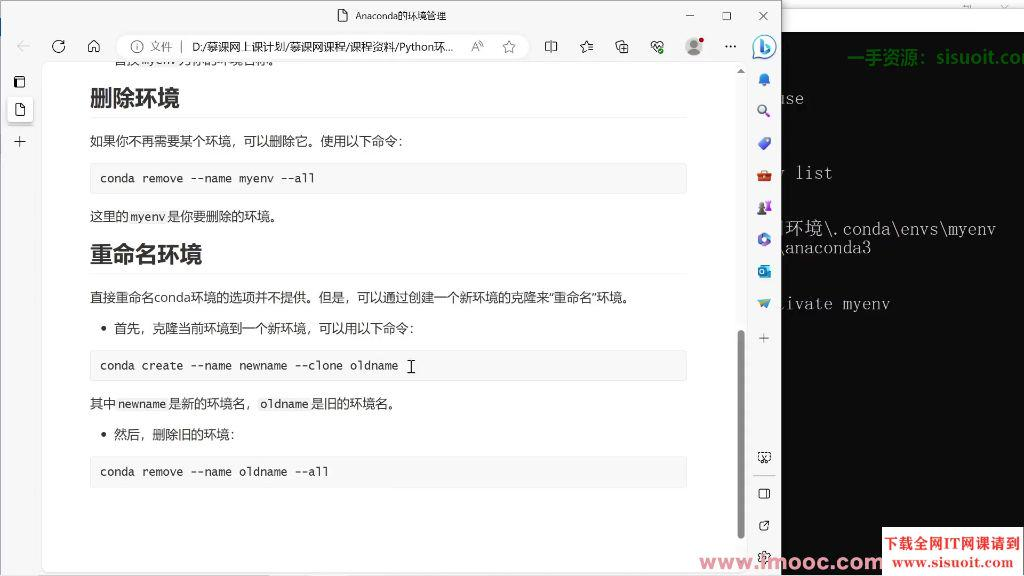 Anaconda的环境管理
文件 | D:/慕课网上课计划/慕课网课程/课程资料/Python环...
删除环境
如果你不再需要某个环境，可以删除它。使用以下命令：
conda remove --name myenv --all
这里的myenv是你要删除的环境。
重命名环境
直接重命名conda环境的选项并不提供。但是，可以通过创建一个新环境的克隆来“重命名”环境。
• 首先，克隆当前环境到一个新环境，可以用以下命令：
conda create --name newname --clone oldname
其中newname是新的环境名，oldname是旧的环境名。
• 然后，删除旧的环境：
conda remove --name oldname --all
一手资源：sisuoit.co
use
list
环境\.conda\envs\myenv
\anaconda3
ivate myenv
www.imooc.com
下载全网IT网课请到
www.sisuoit.com